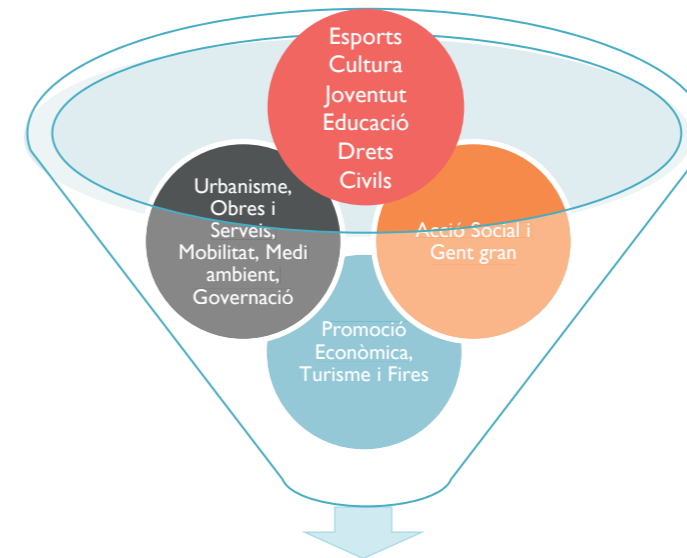 Esports
Cultura
Joventut
Educació
Drets
Civils
Urbanisme,
Obres i
Serveis,
Mobilitat, Medi
ambient,
Governació
Acció Social i
Gent gran
Promoció
Econòmica,
Turisme i Fires